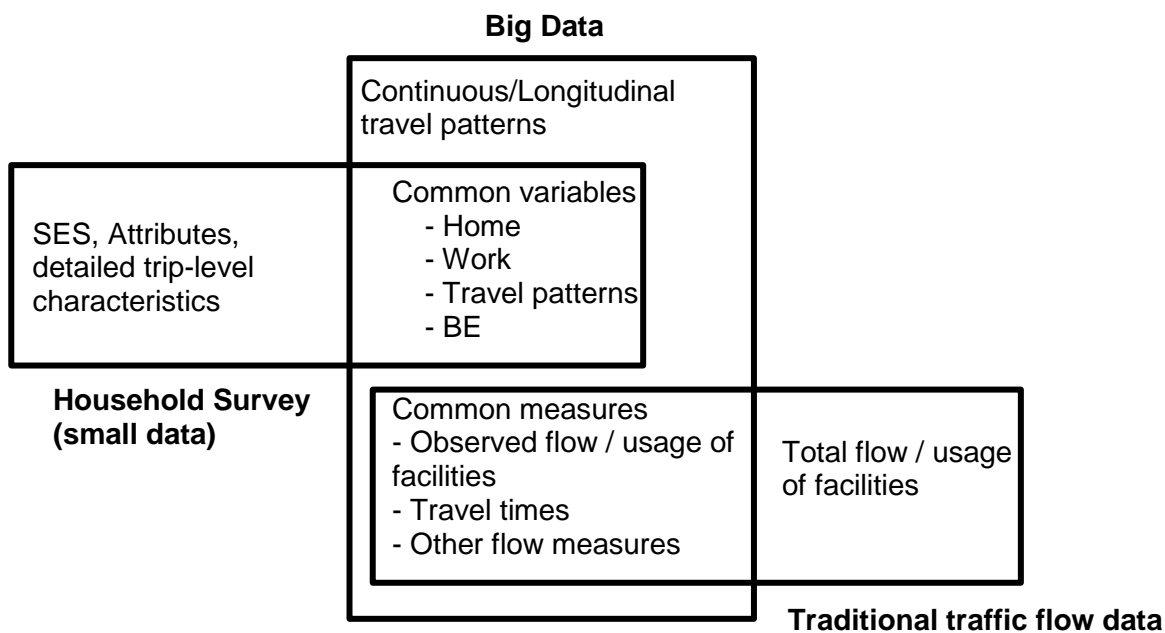 Big Data
Continuous/Longitudinal
travel patterns
SES, Attributes,
detailed trip-level
characteristics
Common variables
- Home
- Work
- Travel patterns
- BE
Household Survey
(small data)
Common measures
- Observed flow / usage of
facilities
- Travel times
- Other flow measures
Total flow / usage
of facilities
Traditional traffic flow data